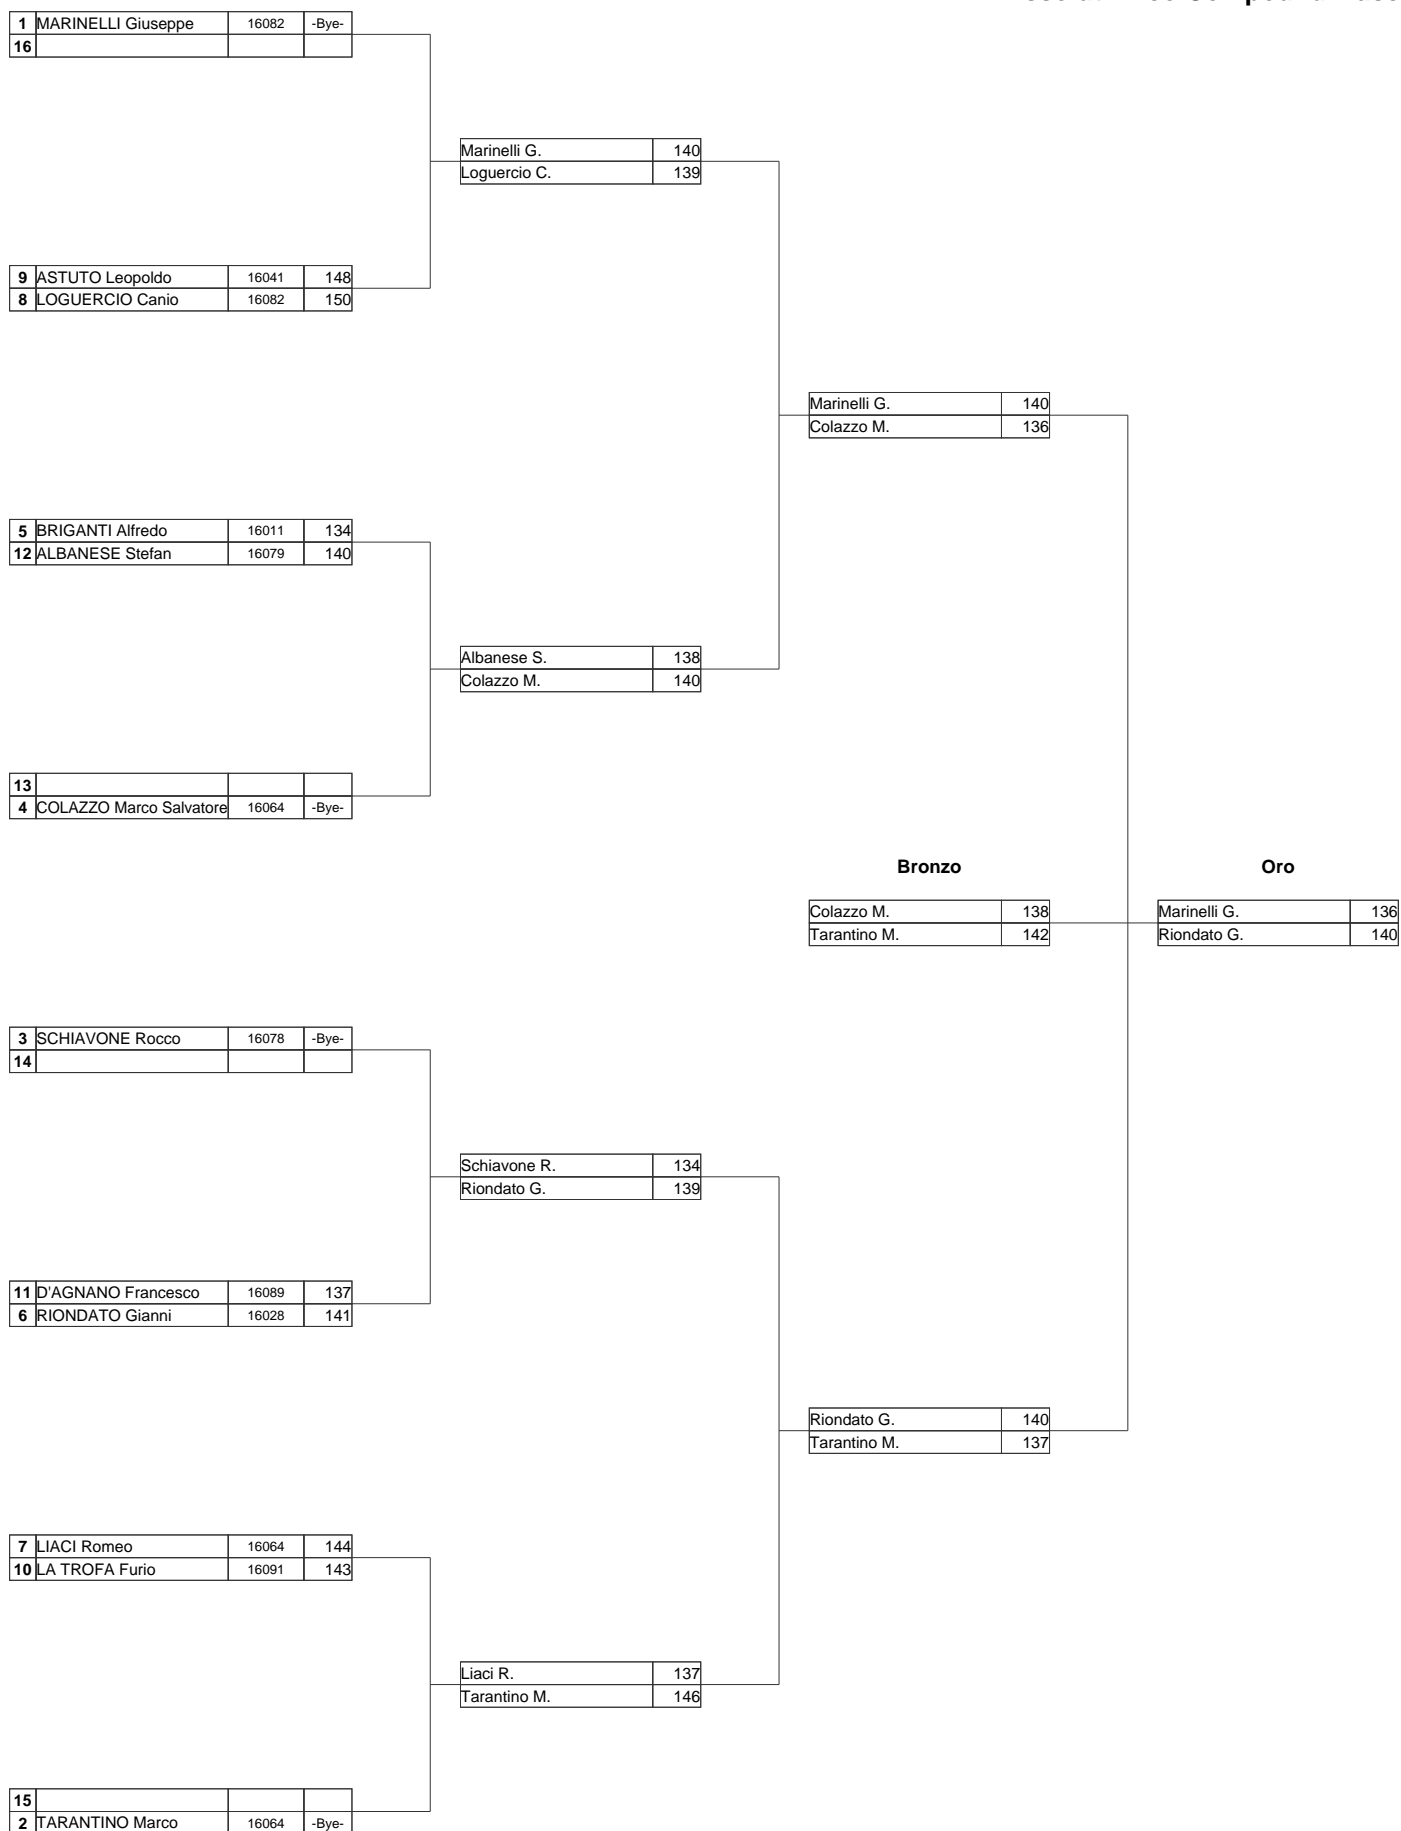 1 MARINELLI Giuseppe 16082 -Bye-
16
Marinelli G. 140
Loguercio C. 139
9 ASTUTO Leopoldo 16041 148
8 LOGUERCIO Canio 16082 150
Marinelli G. 140
Colazzo M. 136
5 BRIGANTI Alfredo 16011 134
12 ALBANESE Stefan 16079 140
Albanese S. 138
Colazzo M. 140
13
4 COLAZZO Marco Salvatore 16064 -Bye-
Bronzo Oro
Colazzo M. 138 Marinelli G. 136
Tarantino M. 142 Riondato G. 140
3 SCHIAVONE Rocco 16078 -Bye-
14
Schiavone R. 134
Riondato G. 139
11 D'AGNANO Francesco 16089 137
6 RIONDATO Gianni 16028 141
Riondato G. 140
Tarantino M. 137
7 LIACI Romeo 16064 144
10 LA TROFA Furio 16091 143
Liaci R. 137
Tarantino M. 146
15
2 TARANTINO Marco 16064 -Bye-